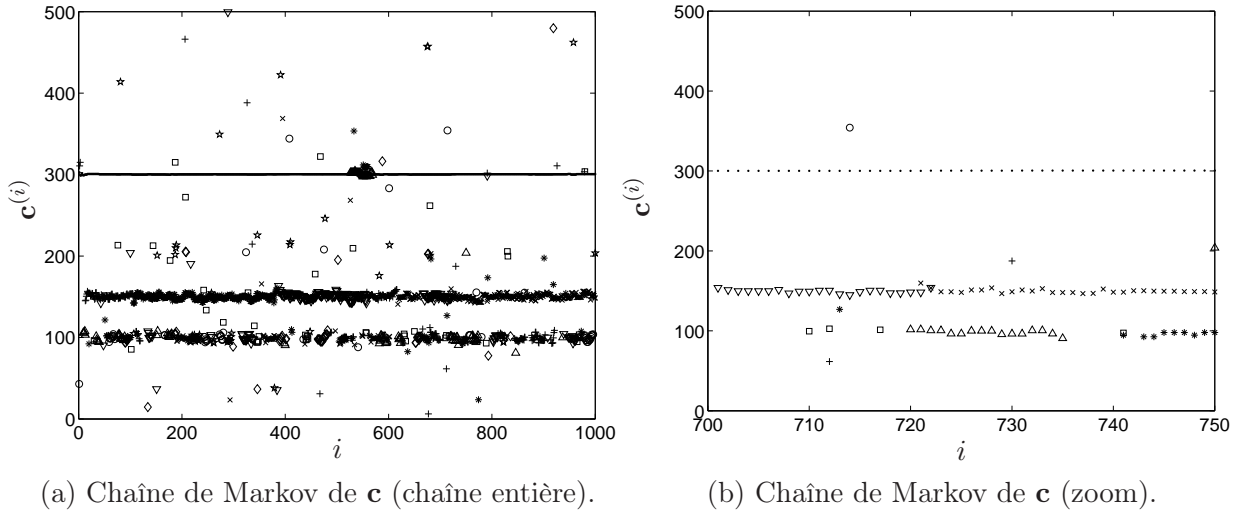 500
400
300
200
100
0
c^(i)
0 200 400 600 800 1000
i
(a) Chaîne de Markov de c (chaîne entière).
500
400
300
200
100
0
c^(i)
700 710 720 730 740 750
i
(b) Chaîne de Markov de c (zoom).